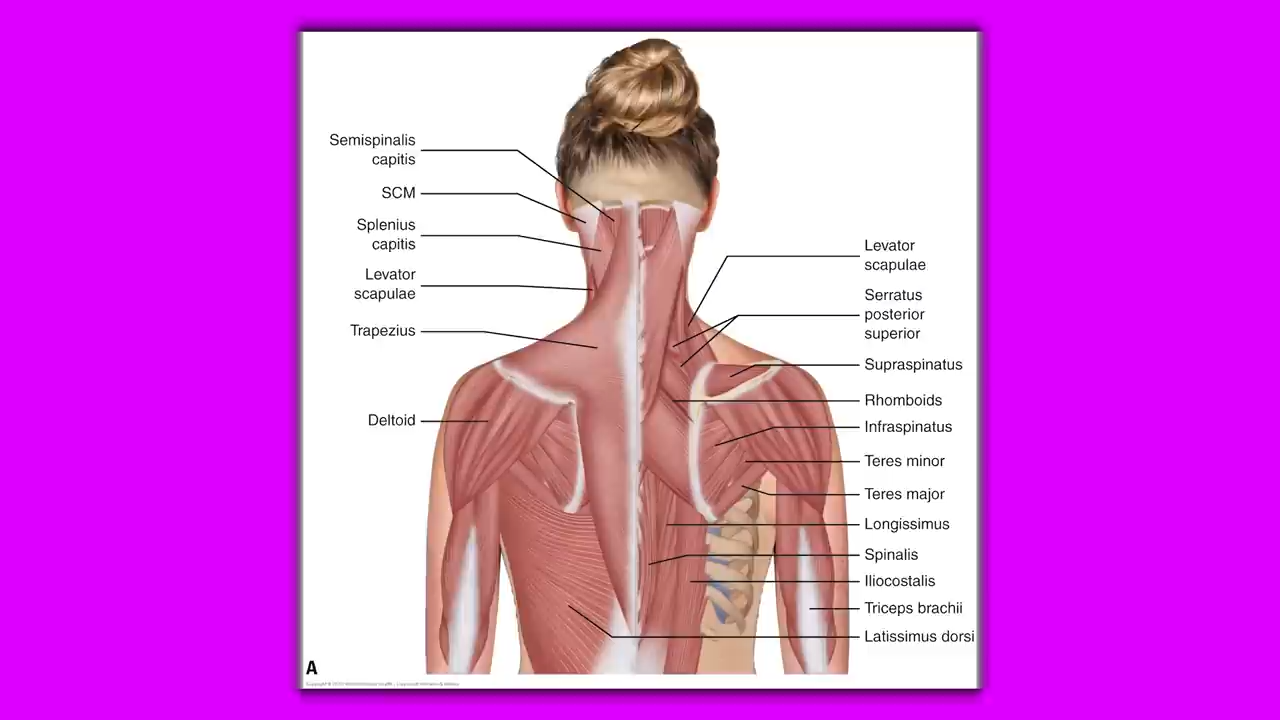 Semispinalis
capitis
SCM
Splenius
capitis
Levator
scapulae
Trapezius
Deltoid
Levator
scapulae
Serratus
posterior
superior
Supraspinatus
Rhomboids
Infraspinatus
Teres minor
Teres major
Longissimus
Spinalis
Iliocostalis
Triceps brachii
Latissimus dorsi
A